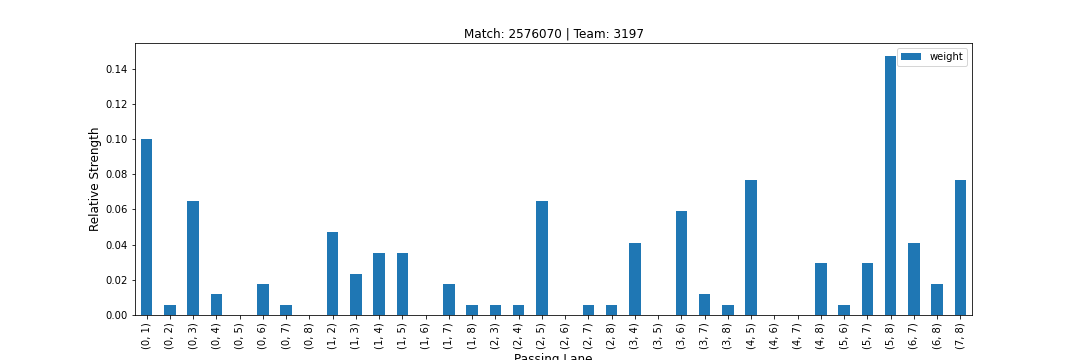 Match: 2576070 | Team: 3197
weight
Relative Strength
0.14
0.12
0.10
0.08
0.06
0.04
0.02
0.00
(0, 1) (0, 2) (0, 3) (0, 4) (0, 5) (0, 6) (0, 7) (0, 8) (1, 2) (1, 3) (1, 4) (1, 5) (1, 6) (1, 7) (1, 8) (2, 3) (2, 4) (2, 5) (2, 6) (2, 7) (2, 8) (3, 4) (3, 5) (3, 6) (3, 7) (3, 8) (4, 5) (4, 6) (4, 7) (4, 8) (5, 6) (5, 7) (5, 8) (6, 7) (6, 8) (7, 8)
Passing Lane